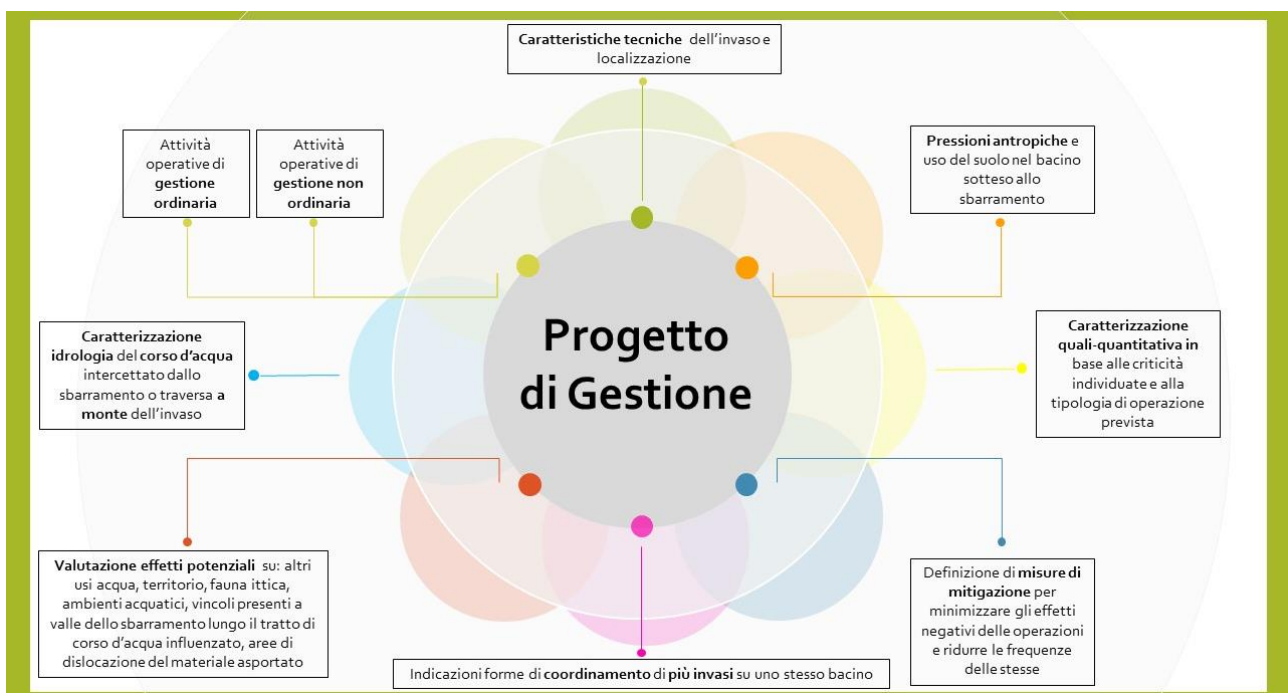 Caratteristiche tecniche dell'invaso e
localizzazione
Attività
operative di
gestione
ordinaria
Attività
operative di
gestione non
ordinaria
Pressioni antropiche e
uso del suolo nel bacino
sotteso allo
sbarramento
Progetto
di Gestione
Caratterizzazione
idrologia del corso d'acqua
intercettato dallo
sbarramento o traversa a
monte dell'invaso
Caratterizzazione
quali-quantitativa in
base alle criticità
individuate e alla
tipologia di operazione
prevista
Valutazione effetti potenziali su: altri
usi acqua, territorio, fauna ittica,
ambienti acquatici, vincoli presenti a
valle dello sbarramento lungo il tratto di
corso d'acqua influenzato, aree di
dislocazione del materiale asportato
Definizione di misure di
mitigazione per
minimizzare gli effetti
negativi delle operazioni
e ridurre le frequenze
delle stesse
Indicazioni forme di coordinamento di più invasi su uno stesso bacino